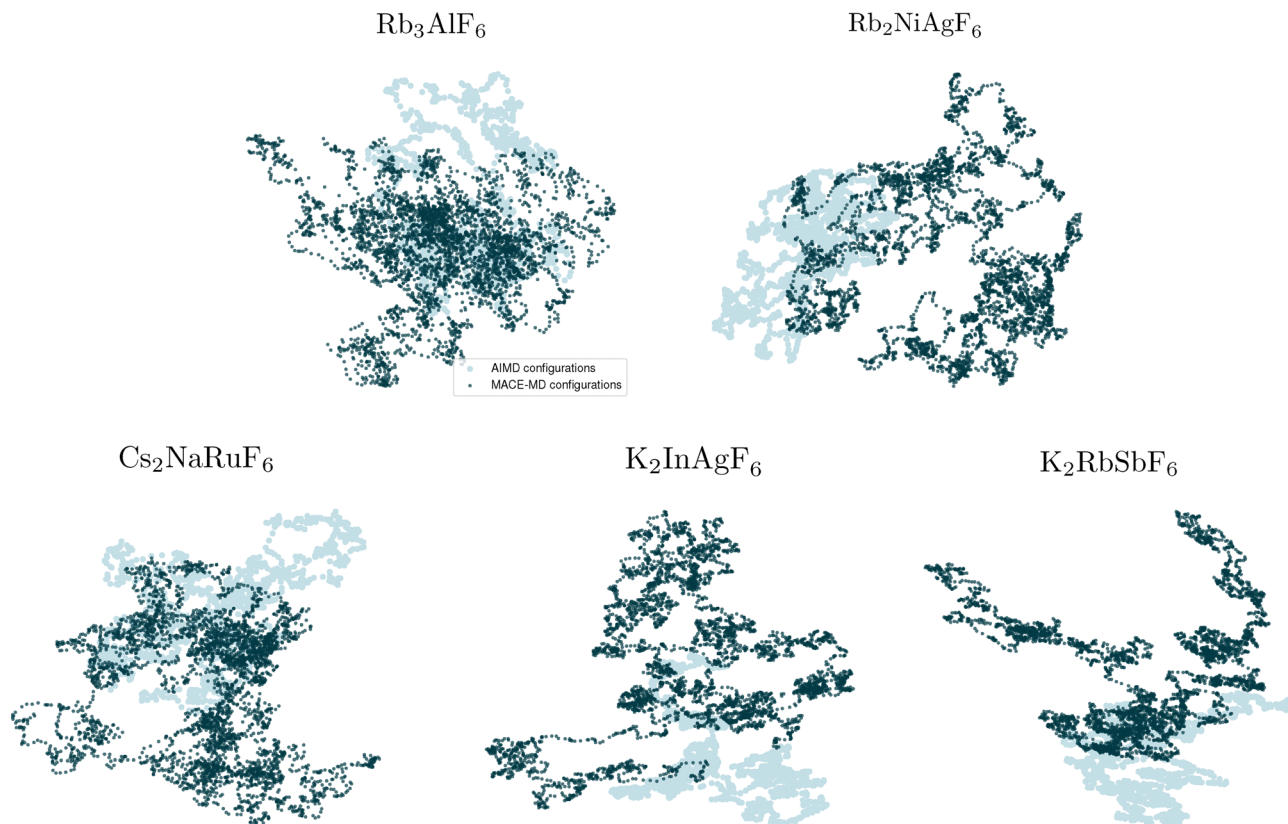 Rb₃AlF₆
Rb₂NiAgF₆
AIMD configurations
MACE-MD configurations
Cs₂NaRuF₆
K₂InAgF₆
K₂RbSbF₆